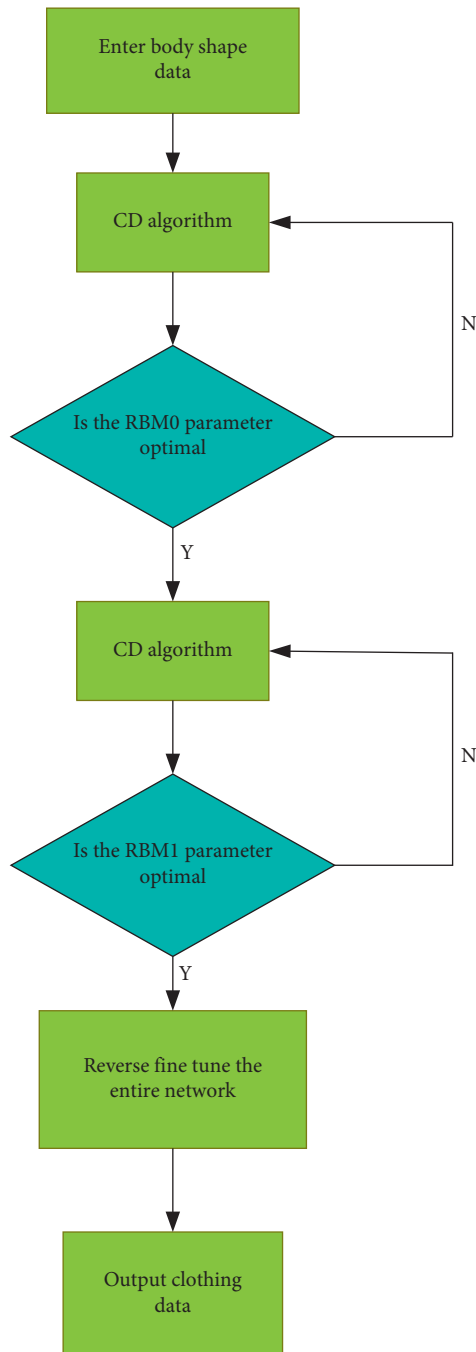 Enter body shape
data
CD algorithm
N
Is the RBM0 parameter
optimal
Y
CD algorithm
N
Is the RBM1 parameter
optimal
Y
Reverse fine tune the
entire network
Output clothing
data